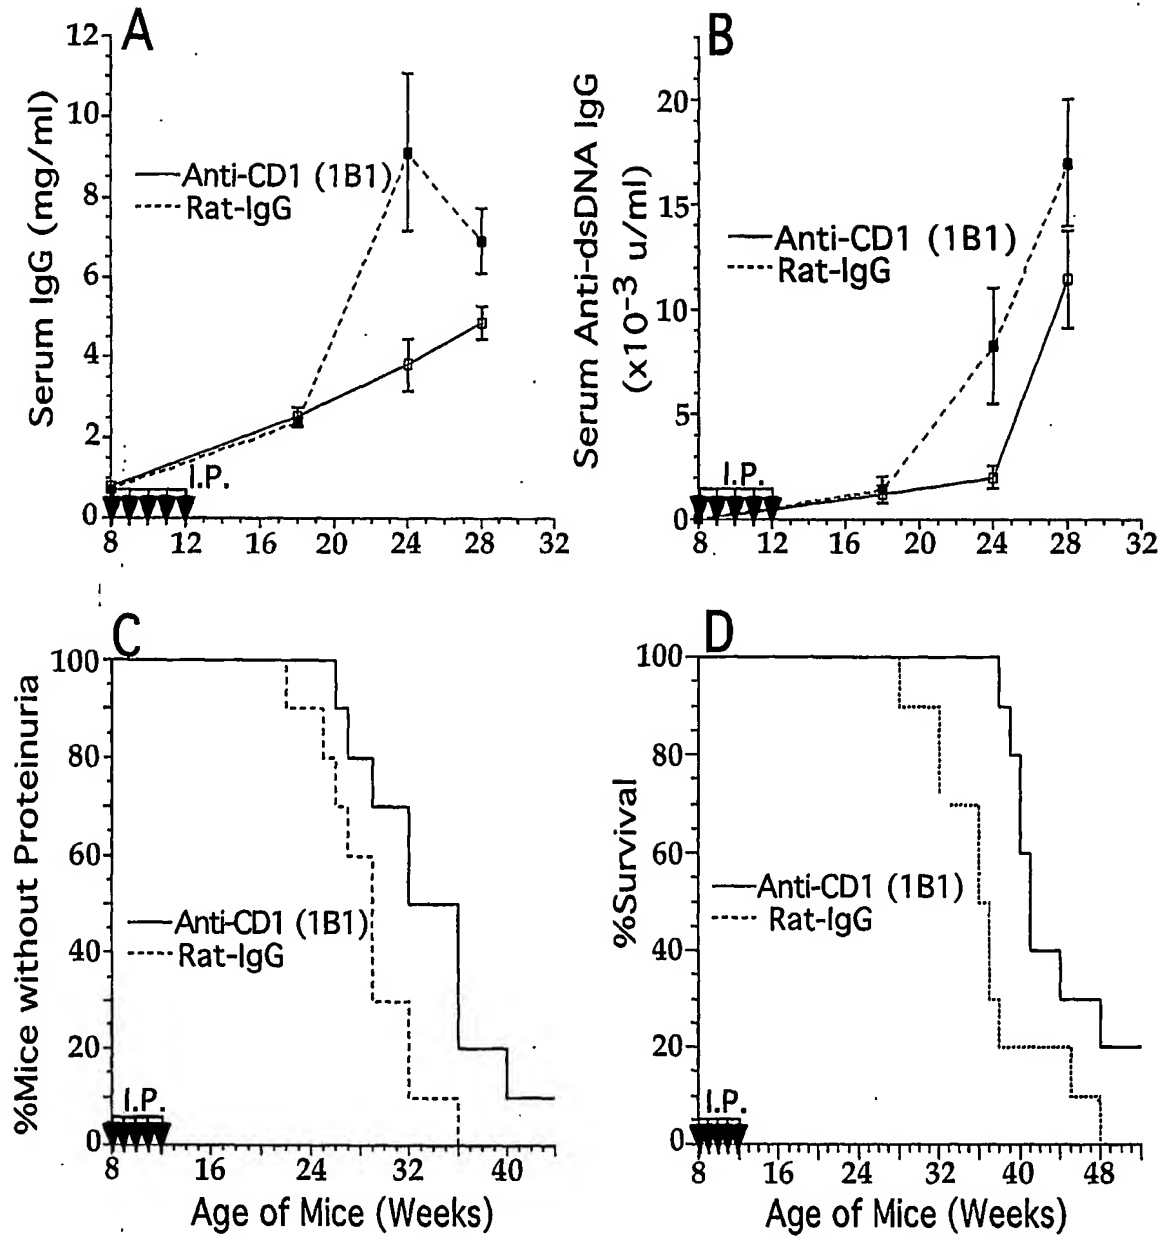 A
Serum IgG (mg/ml)
12
10
8
6
4
2
0
Anti-CD1 (1B1)
Rat-IgG
I.P.
8 12 16 20 24 28 32
B
Serum Anti-dsDNA IgG
(x10⁻³ u/ml)
20
15
10
5
0
Anti-CD1 (1B1)
Rat-IgG
I.P.
8 12 16 20 24 28 32
C
%Mice without Proteinuria
100
80
60
40
20
0
Anti-CD1 (1B1)
Rat-IgG
I.P.
8 16 24 32 40
Age of Mice (Weeks)
D
%Survival
100
80
60
40
20
0
Anti-CD1 (1B1)
Rat-IgG
I.P.
8 16 24 32 40 48
Age of Mice (Weeks)